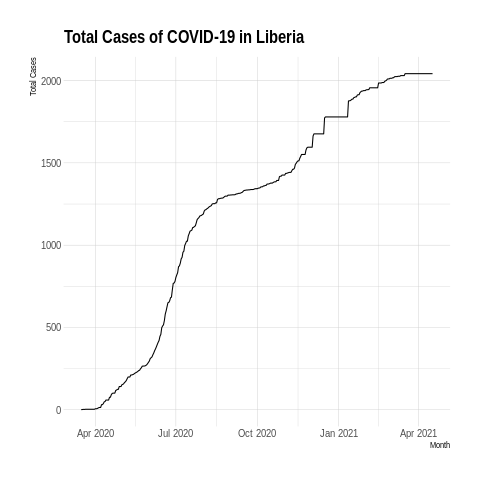 Total Cases of COVID-19 in Liberia
Total Cases
2000
1500
1000
500
0
Apr 2020 Jul 2020 Oct 2020 Jan 2021 Apr 2021
Month